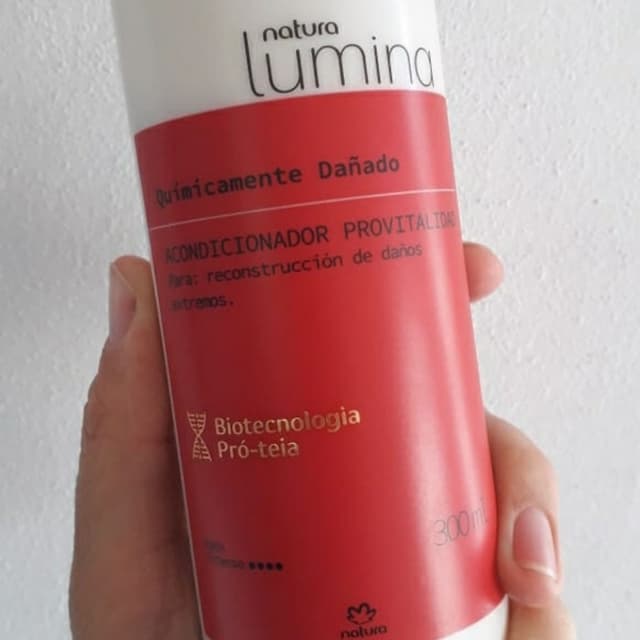 natura
lumina
Químicamente Dañado
ACONDICIONADOR PROVITALIDAD
Para: reconstrucción de daños
extremos.
Biotecnologia
Pró-teia
300 ml
natura